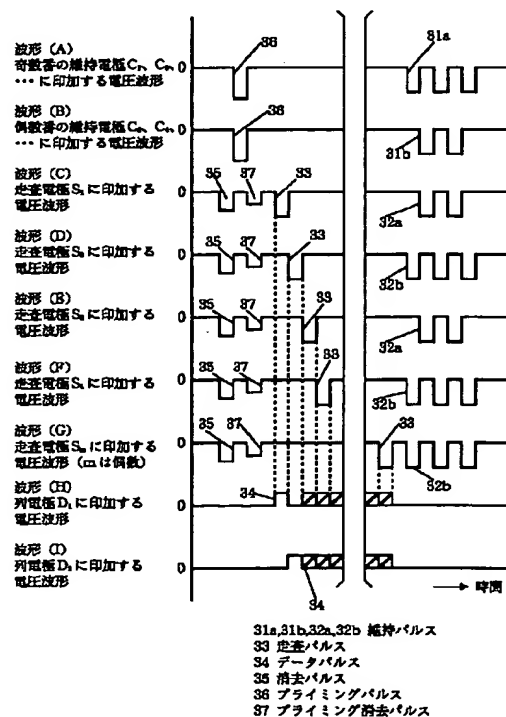 36
31a
波形 (A)
奇数番の維持電極C₁、C₃、
…に印加する電圧波形
0
波形 (B)
偶数番の維持電極C₂、C₄、
…に印加する電圧波形
0
36
31b
波形 (C)
走査電極S₁に印加する
電圧波形
0
35
37
33
32a
波形 (D)
走査電極S₂に印加する
電圧波形
0
35
37
33
32b
波形 (E)
走査電極S₃に印加する
電圧波形
0
35
37
33
32a
波形 (F)
走査電極S₄に印加する
電圧波形
0
35
37
33
32b
波形 (G)
走査電極Sₘに印加する
電圧波形 (mは偶数)
0
35
37
33
32b
波形 (H)
列電極D₁に印加する
電圧波形
0
34
波形 (I)
列電極D₂に印加する
電圧波形
0
34
時間
31a,31b,32a,32b 維持パルス
33 走査パルス
34 データパルス
35 消去パルス
36 プライミングパルス
37 プライミング消去パルス